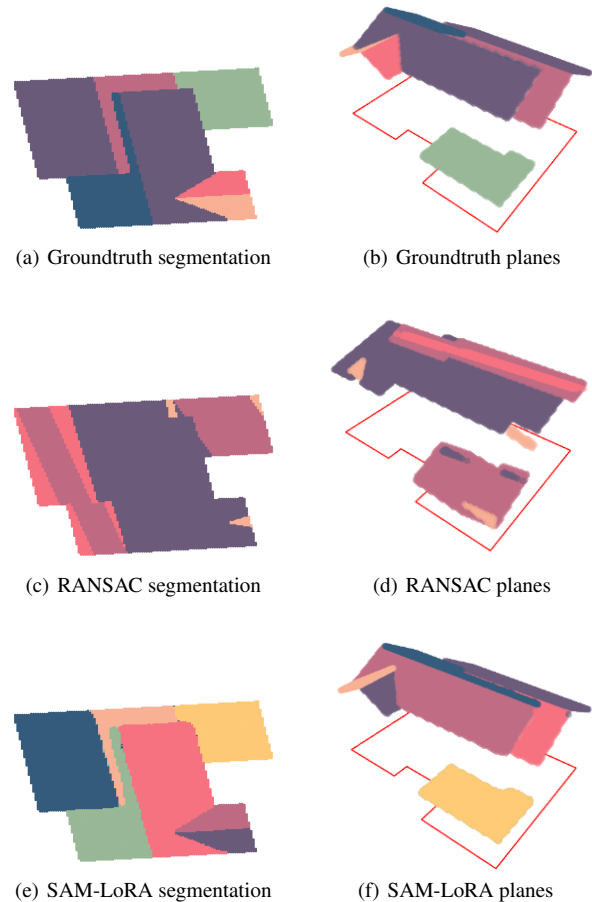 (a) Groundtruth segmentation
(b) Groundtruth planes
(c) RANSAC segmentation
(d) RANSAC planes
(e) SAM-LoRA segmentation
(f) SAM-LoRA planes